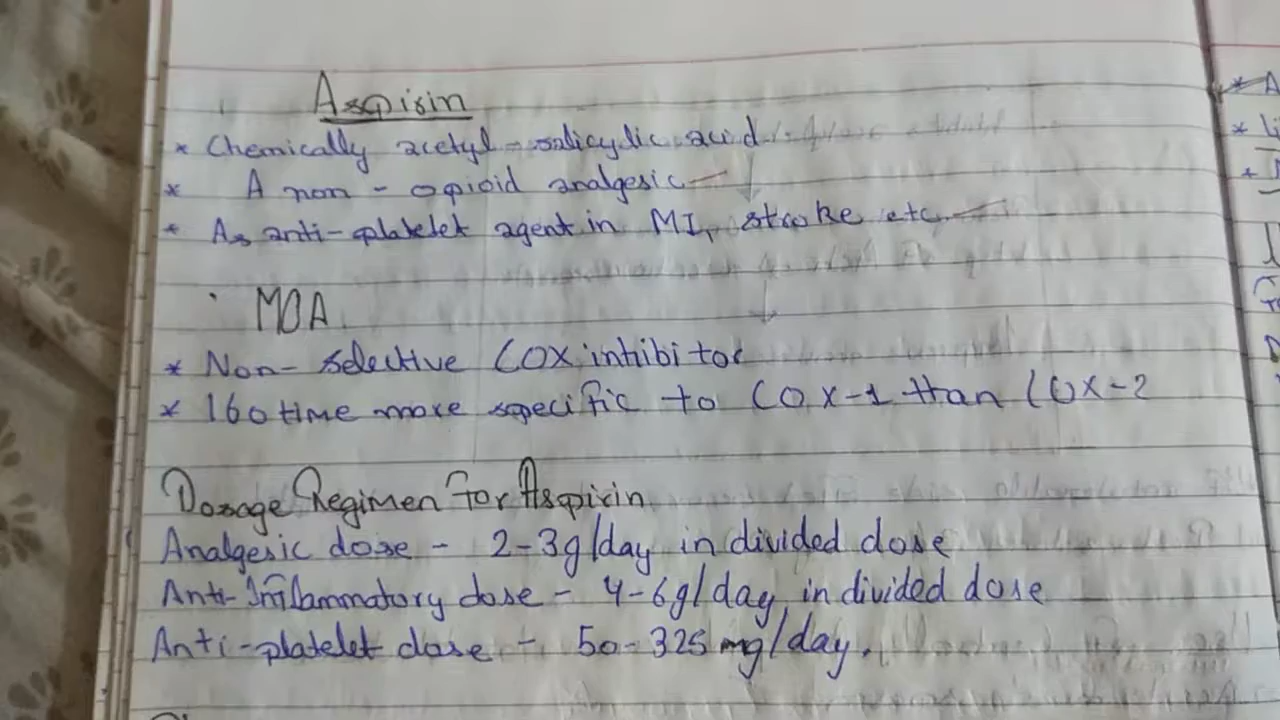 Aspirin
* Chemically acetyl-salicylic acid
* A non-opioid analgesic
* As anti-platelet agent in MI, stroke etc
MOA
* Non-selective COX inhibitor
* 160 time more specific to COX-1 than COX-2
Dosage Regimen for Aspirin
Analgesic dose - 2-3g/day in divided dose
Anti-Inflammatory dose - 4-6g/day, in divided dose
Anti-platelet dose - 50-325 mg/day.